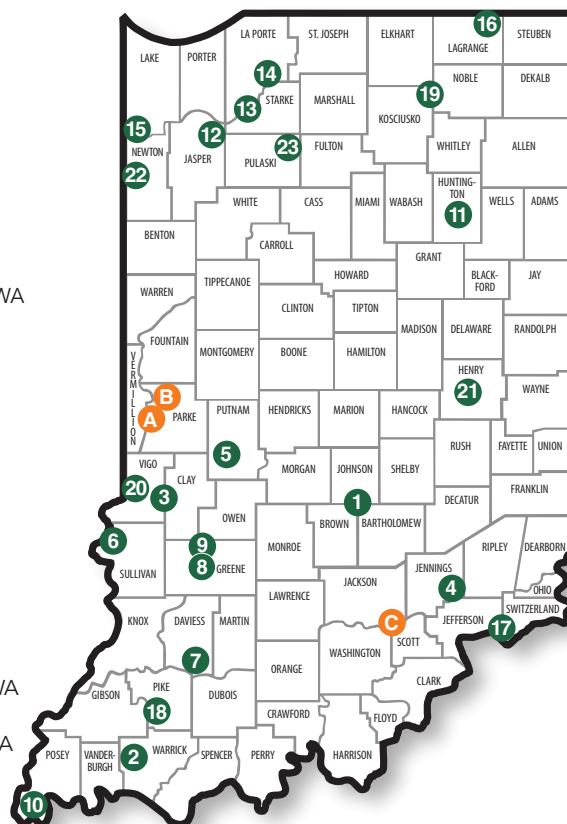 16
LA PORTE
ST. JOSEPH
ELKHART
STEUBEN
LAGRANGE
LAKE
PORTER
14
NOBLE
DEKALB
19
13
STARKE
MARSHALL
KOSCIUSKO
15
12
23
NEWTON
JASPER
PULASKI
FULTON
WHITLEY
ALLEN
22
HUNTING-
TON
11
WHITE
CASS
MIAMI
WABASH
WELLS
ADAMS
BENTON
CARROLL
GRANT
WA
WARREN
TIPPECANOE
HOWARD
BLACK-
FORD
JAY
CLINTON
TIPTON
FOUNTAIN
MADISON
DELAWARE
RANDOLPH
MONTGOMERY
BOONE
HAMILTON
VERMILLION
HENRY
21
WAYNE
B
A
PARKE
PUTNAM
HENDRICKS
MARION
HANCOCK
5
RUSH
FAYETTE
UNION
VIGO
CLAY
MORGAN
JOHNSON
SHELBY
20
3
1
DECATUR
FRANKLIN
OWEN
BROWN
BARTHOLOMEW
6
9
MONROE
RIPLEY
DEARBORN
SULLIVAN
8
GREENE
JENNINGS
4
JACKSON
OHIO
LAWRENCE
SWITZERLAND
KNOX
DAVIESS
MARTIN
C
JEFFERSON
17
SCOTT
WASHINGTON
7
ORANGE
CLARK
WA
GIBSON
PIKE
DUBOIS
18
CRAWFORD
FLOYD
A
POSEY
VANDER-
BURGH
2
WARRICK
SPENCER
PERRY
HARRISON
10